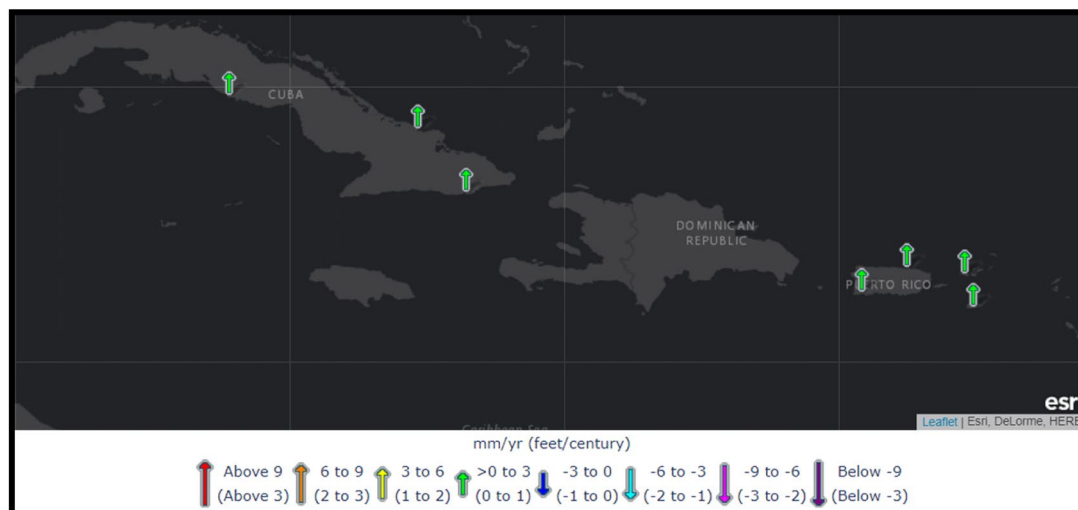 CUBA
DOMINICAN
REPUBLIC
PUERTO RICO
Caribbean Sea
esri
Leaflet | Esri, DeLorme, HERE
mm/yr (feet/century)
Above 9 6 to 9 3 to 6 >0 to 3 -3 to 0 -6 to -3 -9 to -6 Below -9
(Above 3) (2 to 3) (1 to 2) (0 to 1) (-1 to 0) (-2 to -1) (-3 to -2) (Below -3)